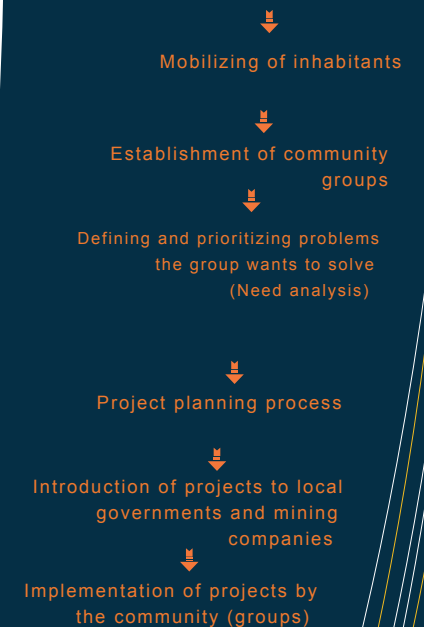 Mobilizing of inhabitants
Establishment of community
groups
Defining and prioritizing problems
the group wants to solve
(Need analysis)
Project planning process
Introduction of projects to local
governments and mining
companies
Implementation of projects by
the community (groups)